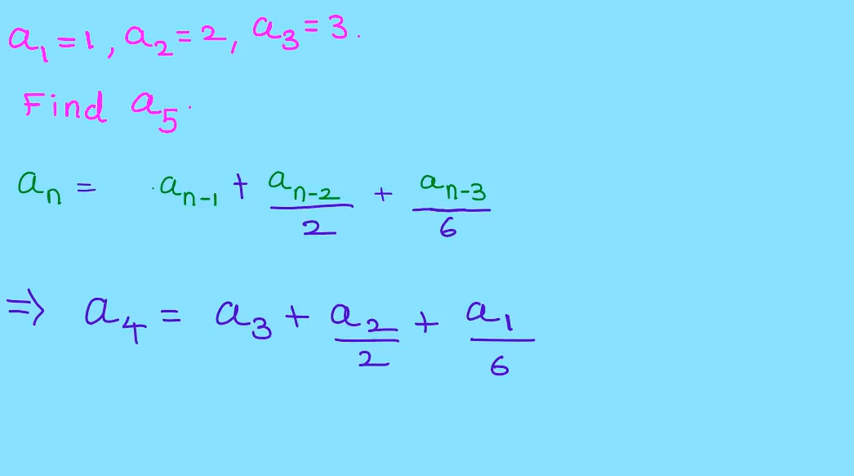 a₁ = 1, a₂ = 2, a₃ = 3.
Find a₅.
aₙ = aₙ₋₁ + aₙ₋₂/2 + aₙ₋₃/6
⇒ a₄ = a₃ + a₂/2 + a₁/6